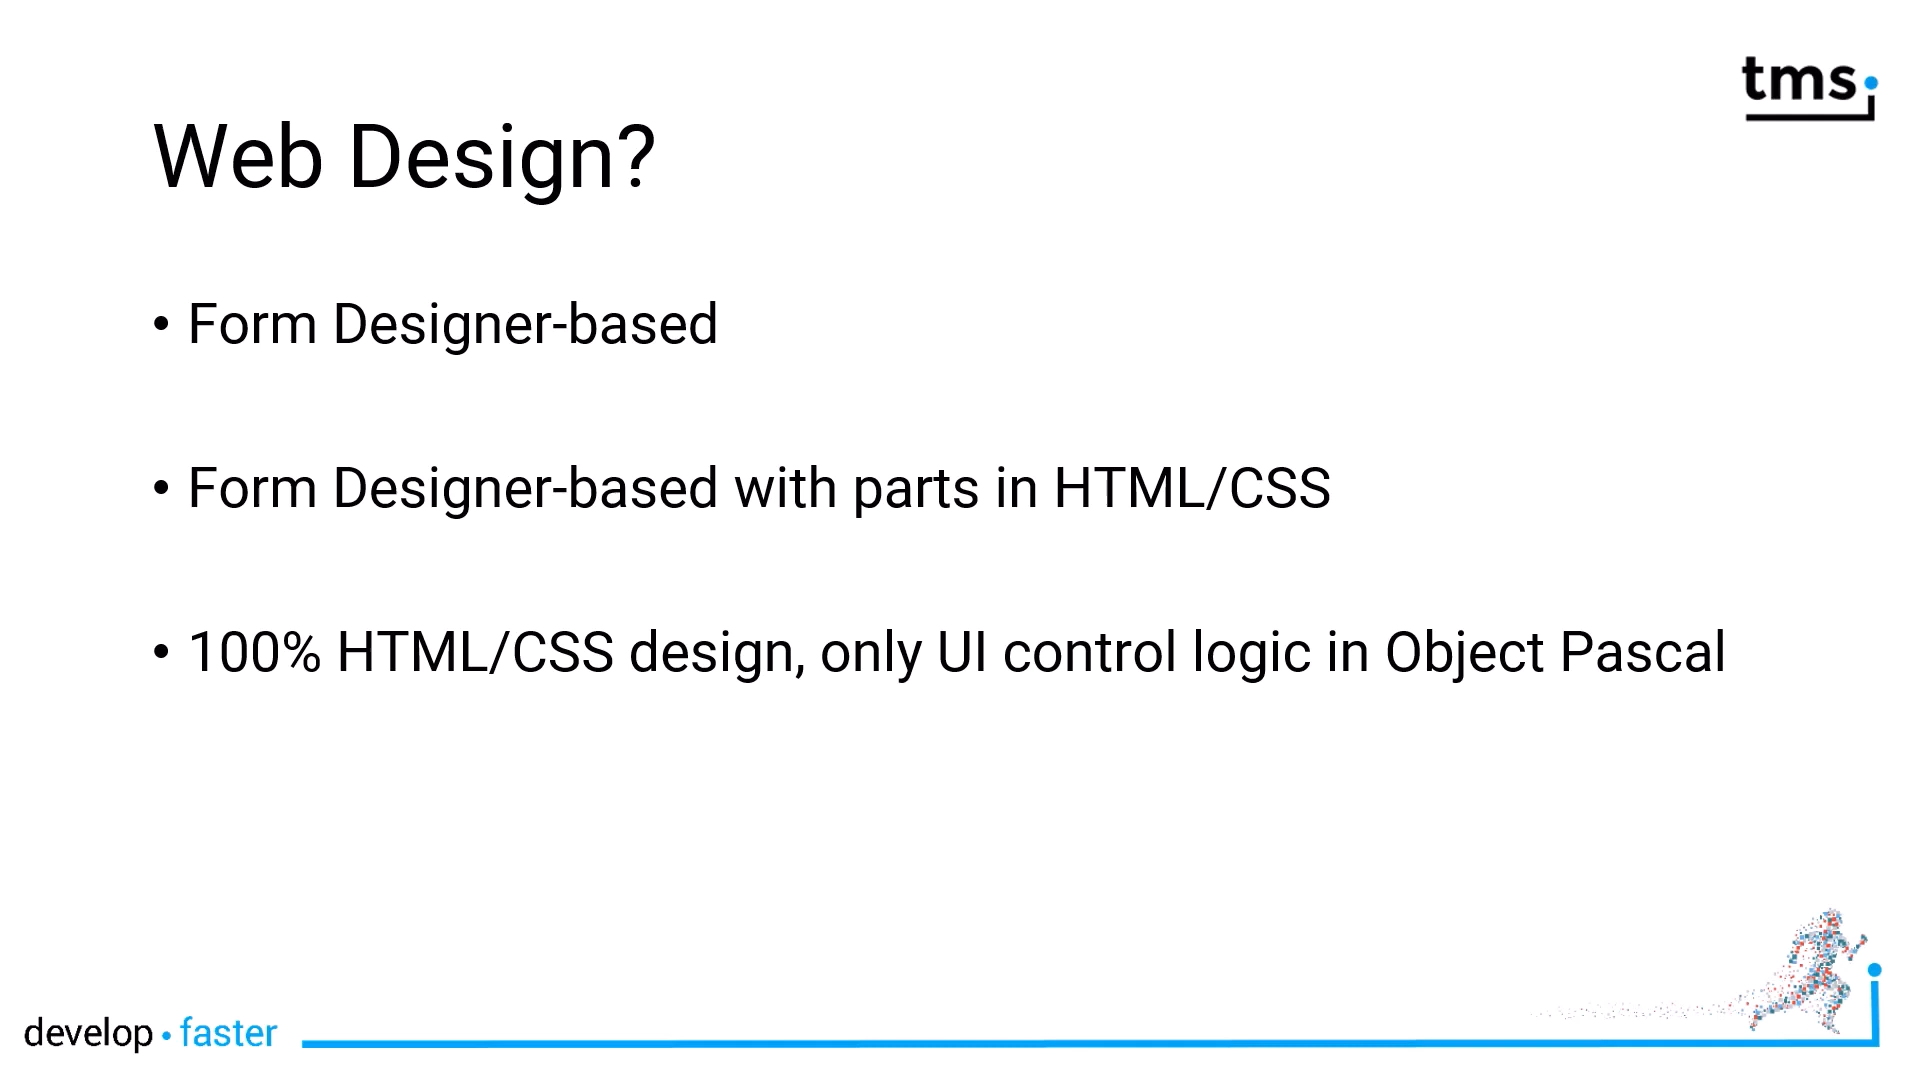 tms
Web Design?
• Form Designer-based
• Form Designer-based with parts in HTML/CSS
• 100% HTML/CSS design, only UI control logic in Object Pascal
develop • faster